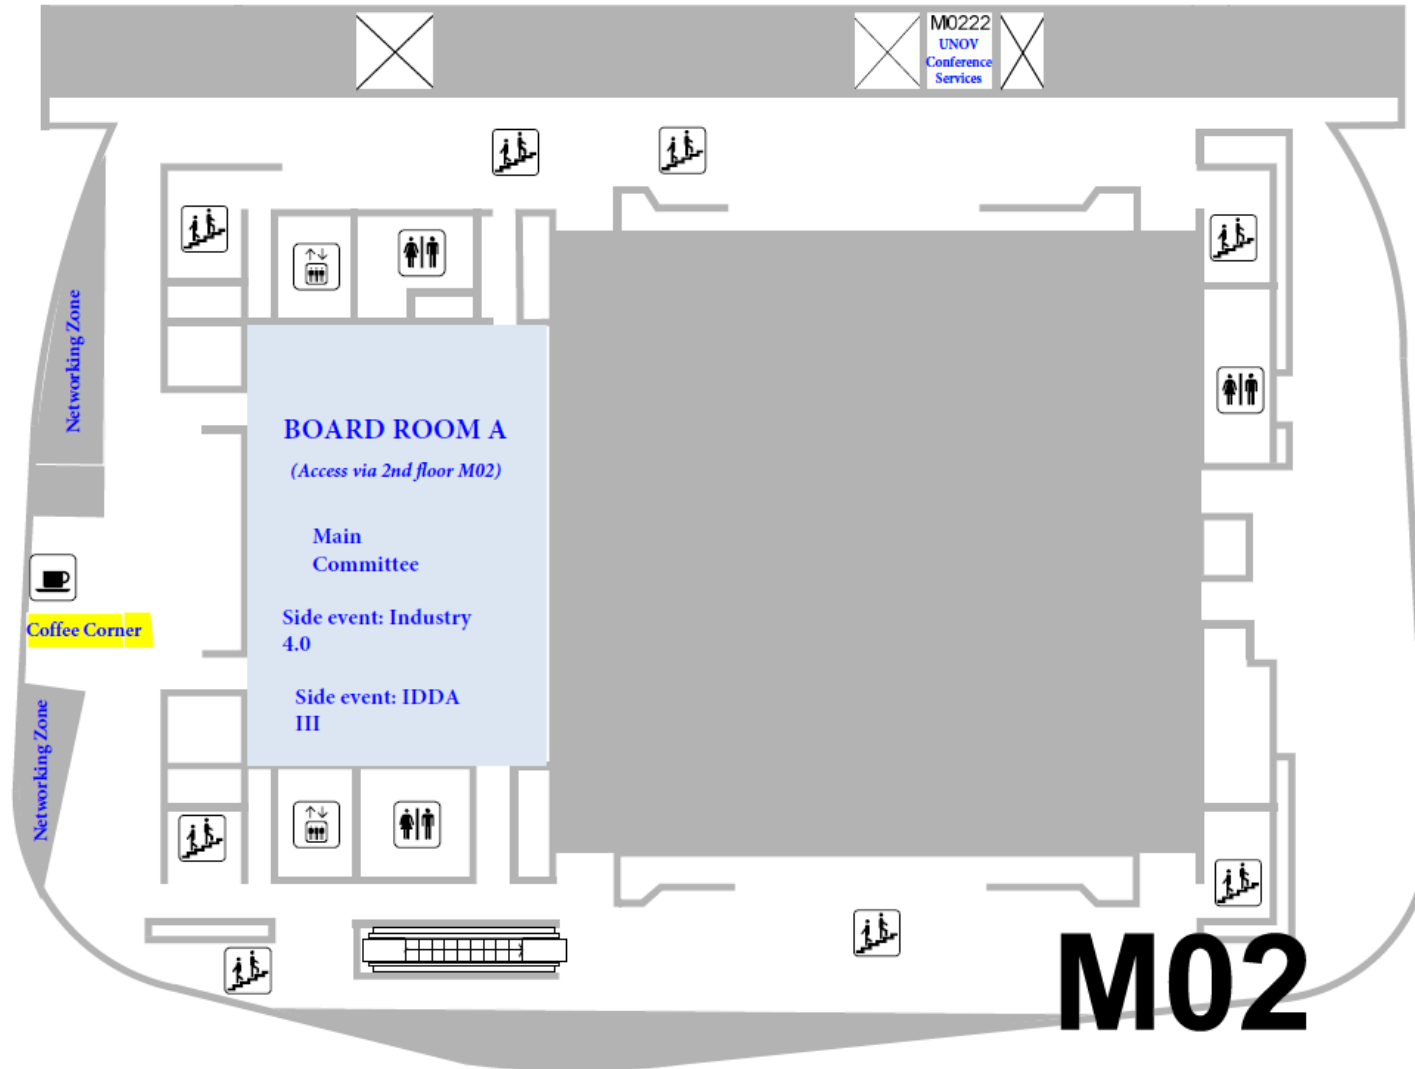 M0222
UNOV
Conference
Services
Networking Zone
BOARD ROOM A
(Access via 2nd floor M02)
Main
Committee
Side event: Industry
4.0
Side event: IDDA
III
Coffee Corner
Networking Zone
M02